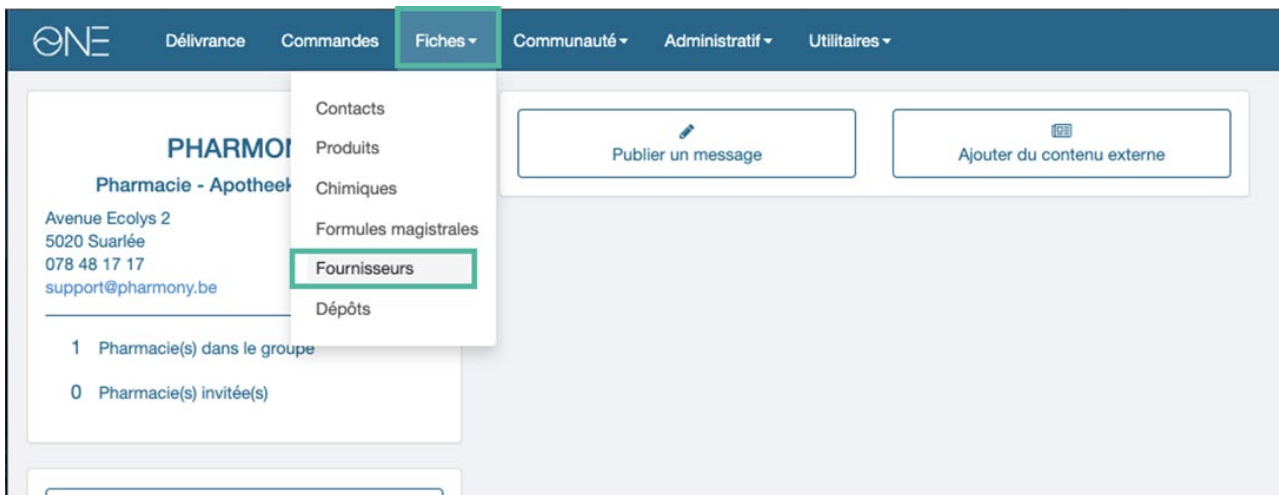 ONE Délivrance Commandes Fiches Communauté Administratif Utilitaires
Contacts
Produits
Chimiques
Formules magistrales
Fournisseurs
Dépôts
Pharmacie -
Avenue Ecolys 2
5020 Suarlée
078 48 17 17
support@pharmony.be
1 Pharmacie(s) dans le groupe
0 Pharmacie(s) invitée(s)
Publier un message
Ajouter du contenu externe